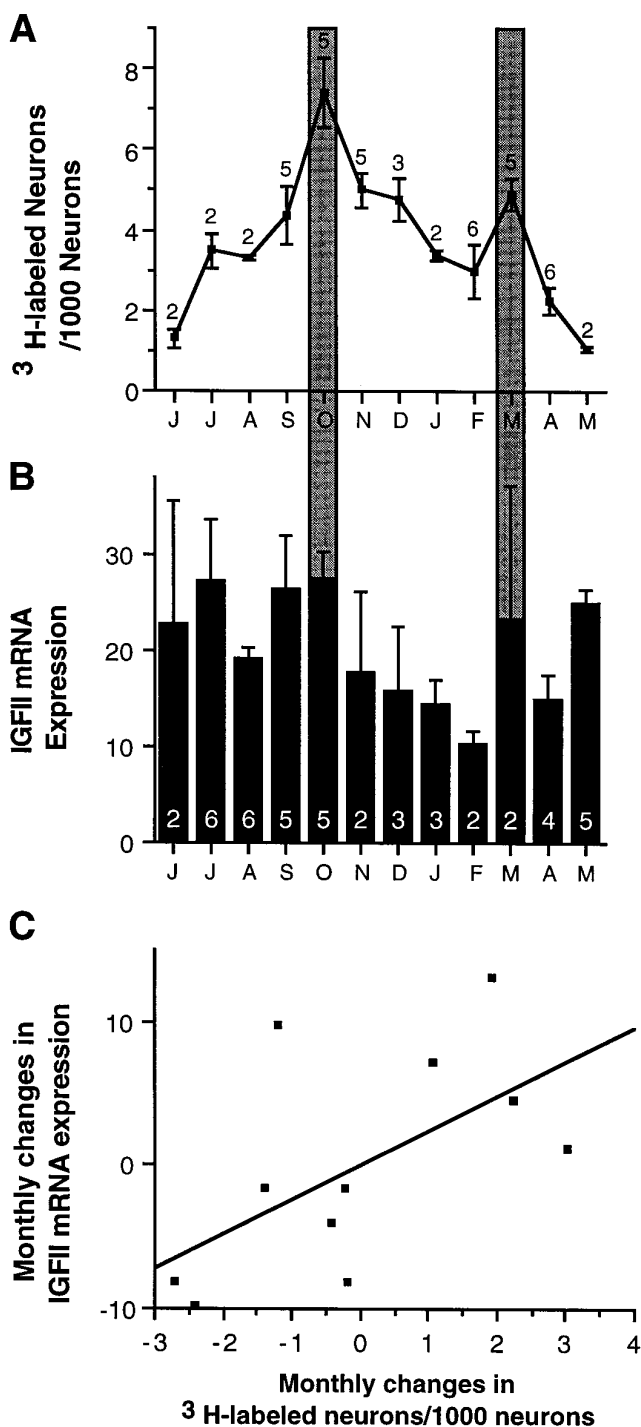 A
3 H-labeled Neurons
/1000 Neurons
8
6
4
2
0
2
2
2
5
5
5
3
2
6
5
6
2
J J A S O N D J F M A M
B
IGFII mRNA
Expression
30
20
10
0
2 6 6 5 5 2 3 3 2 2 4 5
J J A S O N D J F M A M
C
Monthly changes in
IGFII mRNA expression
10
0
-10
-3 -2 -1 0 1 2 3 4
Monthly changes in
3 H-labeled neurons/1000 neurons